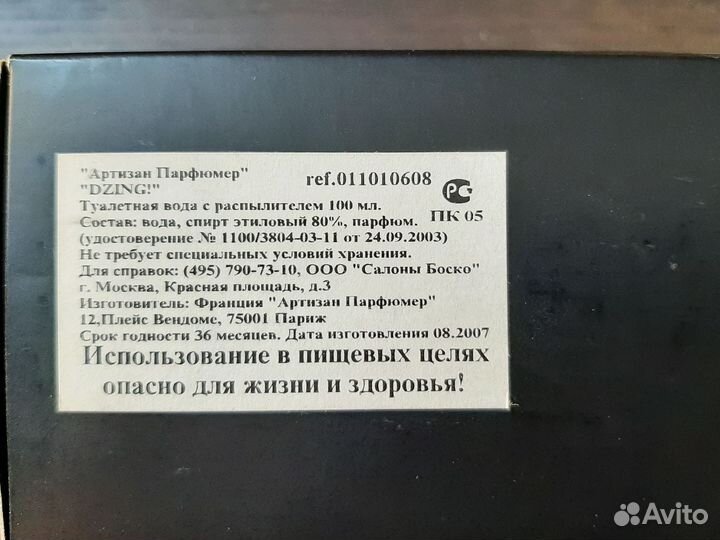 "Артизан Парфюмер" ref.011010608
"DZING!"
Туалетная вода с распылителем 100 мл. РС
Состав: вода, спирт этиловый 80%, парфюм. ПК 05
(удостоверение № 1100/3804-03-11 от 24.09.2003)
Не требует специальных условий хранения.
Для справок: (495) 790-73-10, ООО "Салоны Боско"
г. Москва, Красная площадь, д.3
Изготовитель: Франция "Артизан Парфюмер"
12,Плейс Вендоме, 75001 Париж
Срок годности 36 месяцев. Дата изготовления 08.2007
Использование в пищевых целях
опасно для жизни и здоровья!
Avito